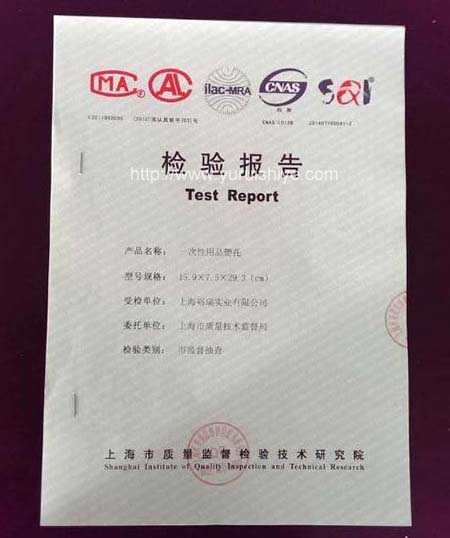 CMA
CAL
ilac-MRA
CNAS
检测
SQI
检验报告
http://www.yuruishiye.com
Test Report
产品名称: 一次性用品塑托
型号规格: 15.9×7.5×29.3(cm)
受检单位: 上海裕瑞实业有限公司
委托单位: 上海市质量技术监督局
检验类别: 市监督抽查
上海市质量监督检验技术研究院
Shanghai Institute of Quality Inspection and Technical Research